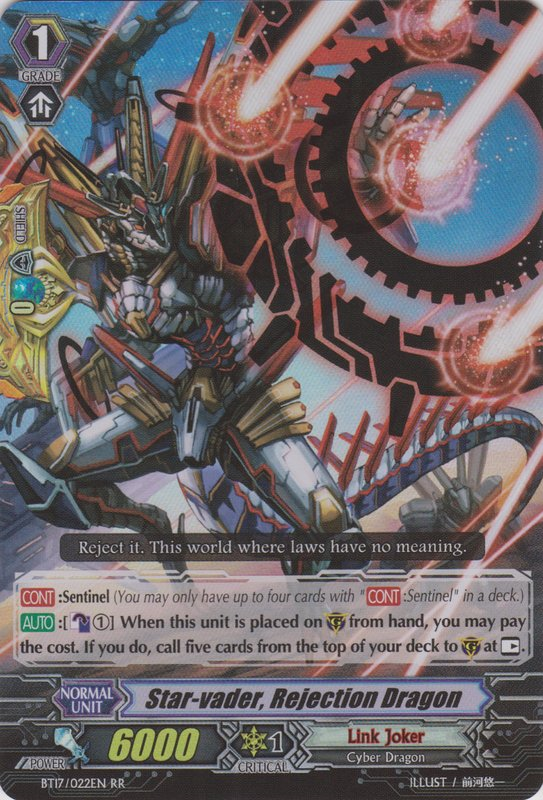 1
GRADE
SHIELD
0
Reject it. This world where laws have no meaning.
CONT :Sentinel (You may only have up to four cards with "CONT:Sentinel" in a deck.)
AUTO :[①] When this unit is placed on G from hand, you may pay
the cost. If you do, call five cards from the top of your deck to G at .
NORMAL
UNIT
Star-vader, Rejection Dragon
POWER
6000
1
CRITICAL
Link Joker
Cyber Dragon
BT17/022EN RR
ILLUST / 前河悠一